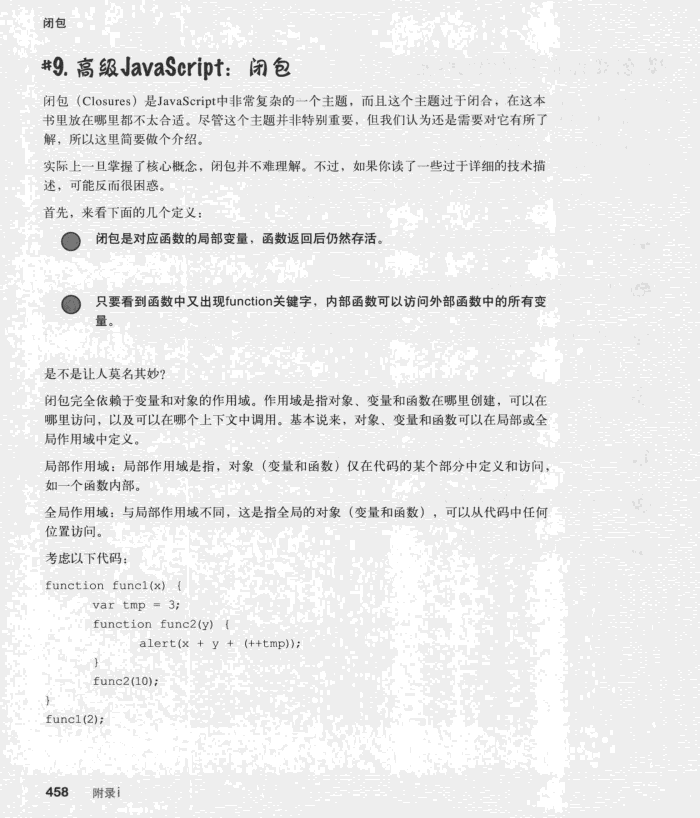 闭包
#9. 高级JavaScript：闭包
闭包（Closures）是JavaScript中非常复杂的一个主题，而且这个主题过于闭合，在这本
书里放在哪里都不太合适。尽管这个主题并非特别重要，但我们认为还是需要对它有所了
解，所以这里简要做个介绍。
实际上一旦掌握了核心概念，闭包并不难理解。不过，如果你读了一些过于详细的技术描
述，可能反而很困惑。
首先，来看下面的几个定义：
闭包是对应函数的局部变量，函数返回后仍然存活。
只要看到函数中又出现function关键字，内部函数可以访问外部函数中的所有变
量。
是不是让人莫名其妙？
闭包完全依赖于变量和对象的作用域。作用域是指对象、变量和函数在哪里创建，可以在
哪里访问，以及可以在哪个上下文中调用。基本说来，对象、变量和函数可以在局部或全
局作用域中定义。
局部作用域：局部作用域是指，对象（变量和函数）仅在代码的某个部分中定义和访问，
如一个函数内部。
全局作用域：与局部作用域不同，这是指全局的对象（变量和函数），可以从代码中任何
位置访问。
考虑以下代码：
function func1(x) {
var tmp = 3;
function func2(y) {
alert(x + y + (++tmp));
}
func2(10);
}
func1(2);
458 附录i